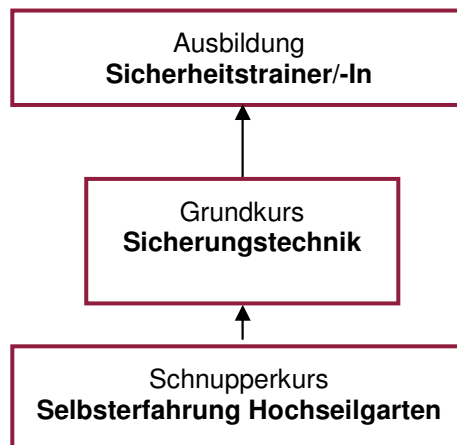 Ausbildung
Sicherheitstrainer/-In
Grundkurs
Sicherungstechnik
Schnupperkurs
Selbsterfahrung Hochseilgarten